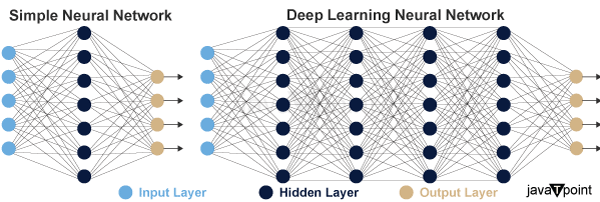 Simple Neural Network
Deep Learning Neural Network
Input Layer
Hidden Layer
Output Layer
javaTpoint